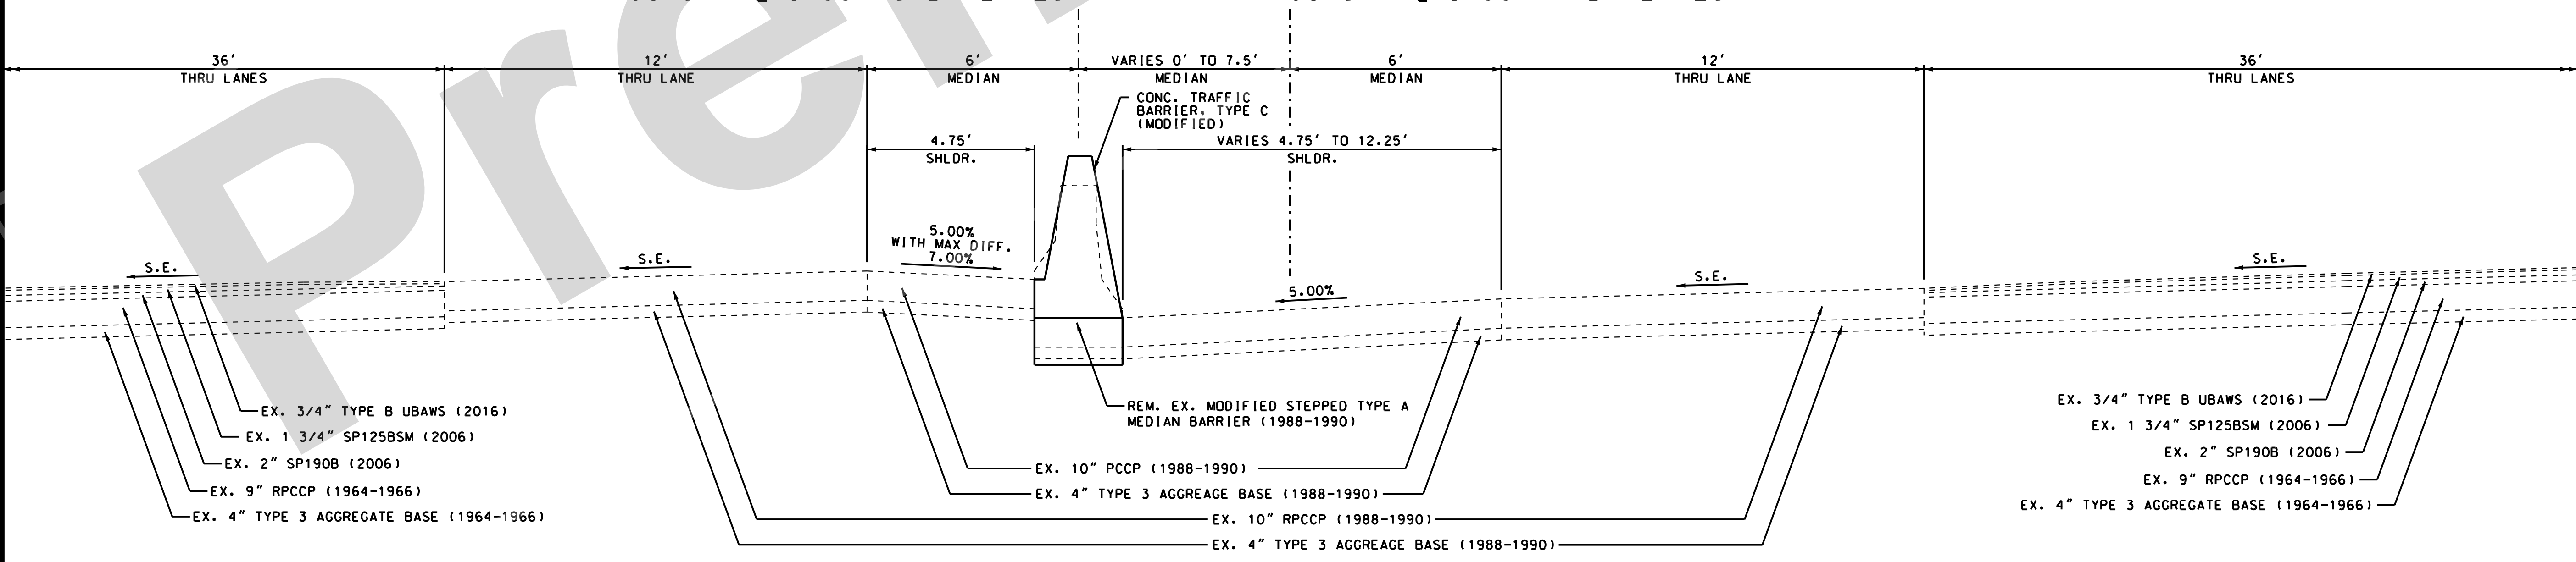 36'
THRU LANES
12'
THRU LANE
6'
MEDIAN
VARIES 0' TO 7.5'
MEDIAN
6'
MEDIAN
12'
THRU LANE
36'
THRU LANES
CONC. TRAFFIC
BARRIER, TYPE C
(MODIFIED)
4.75'
SHLDR.
VARIES 4.75' TO 12.25'
SHLDR.
S.E.
S.E.
5.00%
WITH MAX DIFF.
7.00%
5.00%
S.E.
S.E.
EX. 3/4" TYPE B UBAWS (2016)
EX. 1 3/4" SP125BSM (2006)
EX. 2" SP190B (2006)
EX. 9" RPCCP (1964-1966)
EX. 4" TYPE 3 AGGREGATE BASE (1964-1966)
REM. EX. MODIFIED STEPPED TYPE A
MEDIAN BARRIER (1988-1990)
EX. 10" PCCP (1988-1990)
EX. 4" TYPE 3 AGGREAGE BASE (1988-1990)
EX. 10" RPCCP (1988-1990)
EX. 4" TYPE 3 AGGREAGE BASE (1988-1990)
EX. 3/4" TYPE B UBAWS (2016)
EX. 1 3/4" SP125BSM (2006)
EX. 2" SP190B (2006)
EX. 9" RPCCP (1964-1966)
EX. 4" TYPE 3 AGGREGATE BASE (1964-1966)